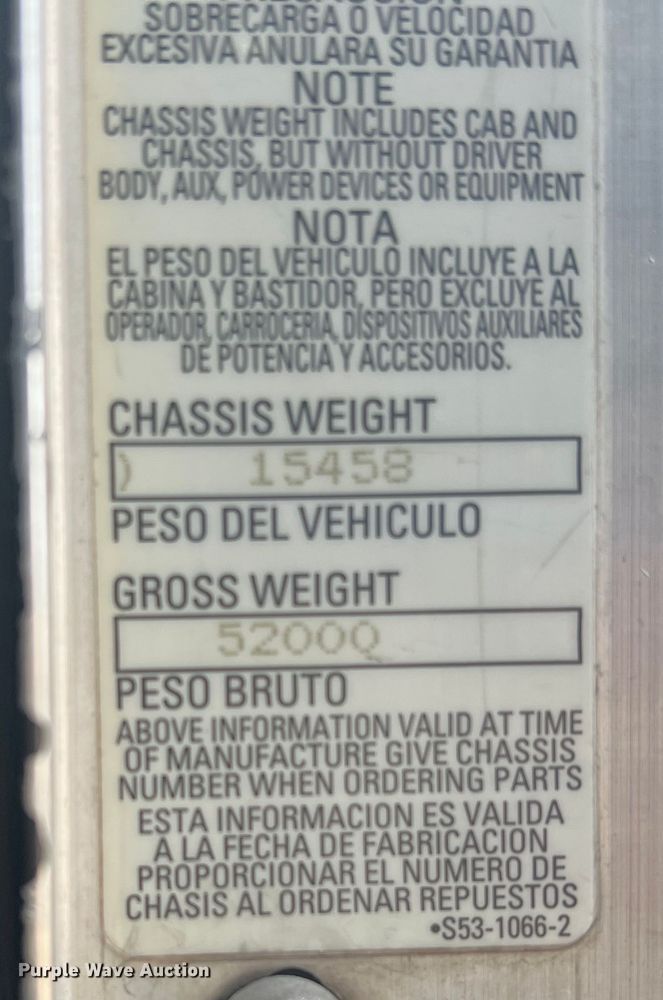 SOBRECARGA O VELOCIDAD
EXCESIVA ANULARA SU GARANTIA
NOTE
CHASSIS WEIGHT INCLUDES CAB AND
CHASSIS, BUT WITHOUT DRIVER
BODY, AUX, POWER DEVICES OR EQUIPMENT
NOTA
EL PESO DEL VEHICULO INCLUYE A LA
CABINA Y BASTIDOR, PERO EXCLUYE AL
OPERADOR, CARROCERIA, DISPOSITIVOS AUXILIARES
DE POTENCIA Y ACCESORIOS.
CHASSIS WEIGHT
) 15458
PESO DEL VEHICULO
GROSS WEIGHT
5200Q
PESO BRUTO
ABOVE INFORMATION VALID AT TIME
OF MANUFACTURE GIVE CHASSIS
NUMBER WHEN ORDERING PARTS
ESTA INFORMACION ES VALIDA
A LA FECHA DE FABRICACION
PROPORCIONAR EL NUMERO DE
CHASIS AL ORDENAR REPUESTOS
•S53-1066-2
Purple Wave Auction